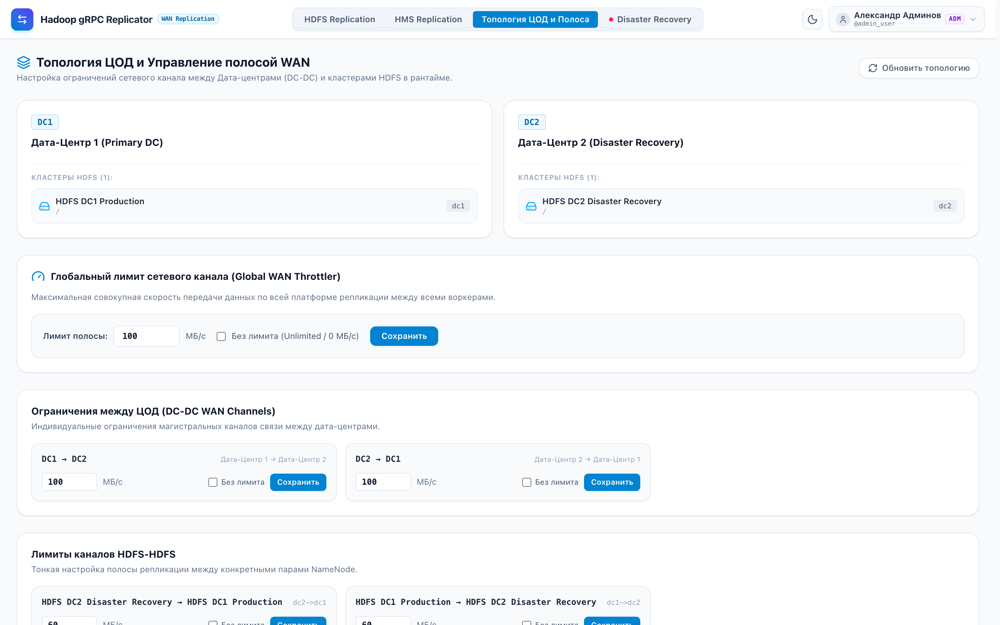 Hadoop gRPC Replicator
WAN Replication
HDFS Replication
HMS Replication
Топология ЦОД и Полоса
Disaster Recovery
Александр Админов
@admin_user
ADM
Топология ЦОД и Управление полосой WAN
Настройка ограничений сетевого канала между Дата-центрами (DC-DC) и кластерами HDFS в рантайме.
Обновить топологию
DC1
Дата-Центр 1 (Primary DC)
КЛАСТЕРЫ HDFS (1):
HDFS DC1 Production
/
dc1
DC2
Дата-Центр 2 (Disaster Recovery)
КЛАСТЕРЫ HDFS (1):
HDFS DC2 Disaster Recovery
/
dc2
Глобальный лимит сетевого канала (Global WAN Throttler)
Максимальная совокупная скорость передачи данных по всей платформе репликации между всеми воркерами.
Лимит полосы: 100 МБ/с Без лимита (Unlimited / 0 МБ/с) Сохранить
Ограничения между ЦОД (DC-DC WAN Channels)
Индивидуальные ограничения магистральных каналов связи между дата-центрами.
DC1 → DC2 Дата-Центр 1 → Дата-Центр 2
100 МБ/с Без лимита Сохранить
DC2 → DC1 Дата-Центр 2 → Дата-Центр 1
100 МБ/с Без лимита Сохранить
Лимиты каналов HDFS-HDFS
Тонкая настройка полосы репликации между конкретными парами NameNode.
HDFS DC2 Disaster Recovery → HDFS DC1 Production dc2->dc1
60 МБ/с Без лимита Сохранить
HDFS DC1 Production → HDFS DC2 Disaster Recovery dc1->dc2
60 МБ/с Без лимита Сохранить